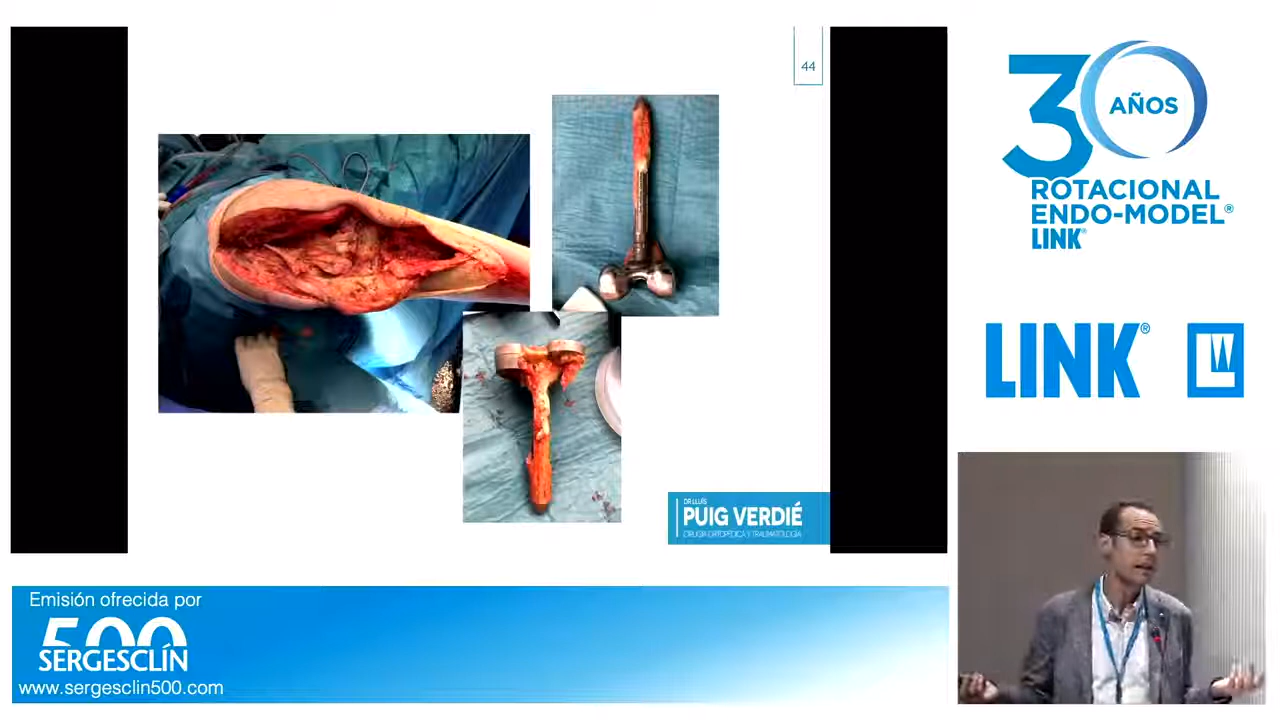 44
DR LLUÍS
PUIG VERDIÉ
CIRUGÍA ORTOPÉDICA Y TRAUMATOLOGÍA
30
AÑOS
ROTACIONAL
ENDO-MODEL®
LINK®
LINK®
Emisión ofrecida por
500
SERGESCLÍN
www.sergesclin500.com